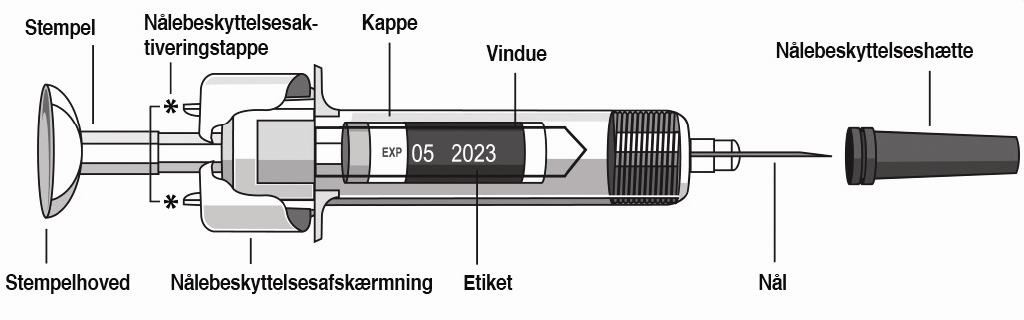 Stempel
Nålebeskyttelsesak-
tiveringstappe
Kappe
Vindue
Nålebeskyttelseshætte
*
EXP 05 2023
*
Stempelhoved
Nålebeskyttelsesafskærmning
Etiket
Nål